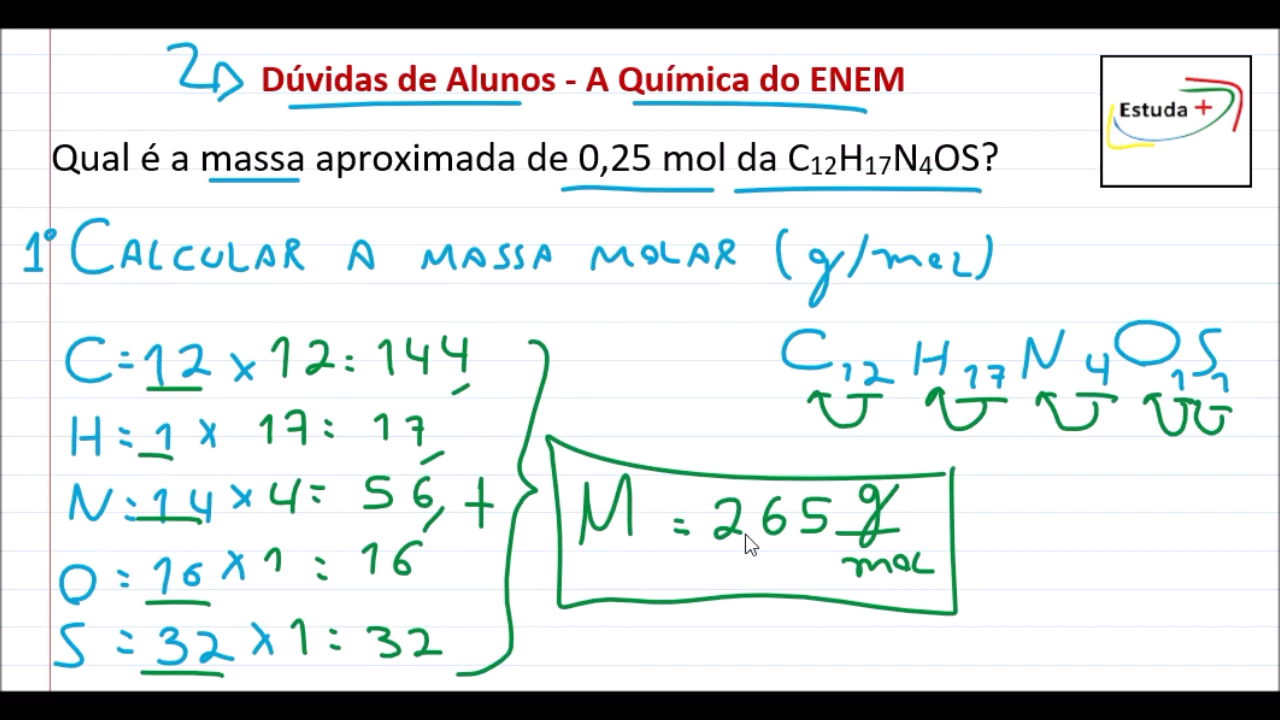 Dúvidas de Alunos - A Química do ENEM
Estuda +
Qual é a massa aproximada de 0,25 mol da C₁₂H₁₇N₄OS?
1º CALCULAR A MASSA MOLAR (g/mol)
C₁₂ H₁₇ N₄ O₁ S₁
C = 12 x 12 = 144
H = 1 x 17 = 17
N = 14 x 4 = 56 +
O = 16 x 1 = 16
S = 32 x 1 = 32
M = 265 g/mol